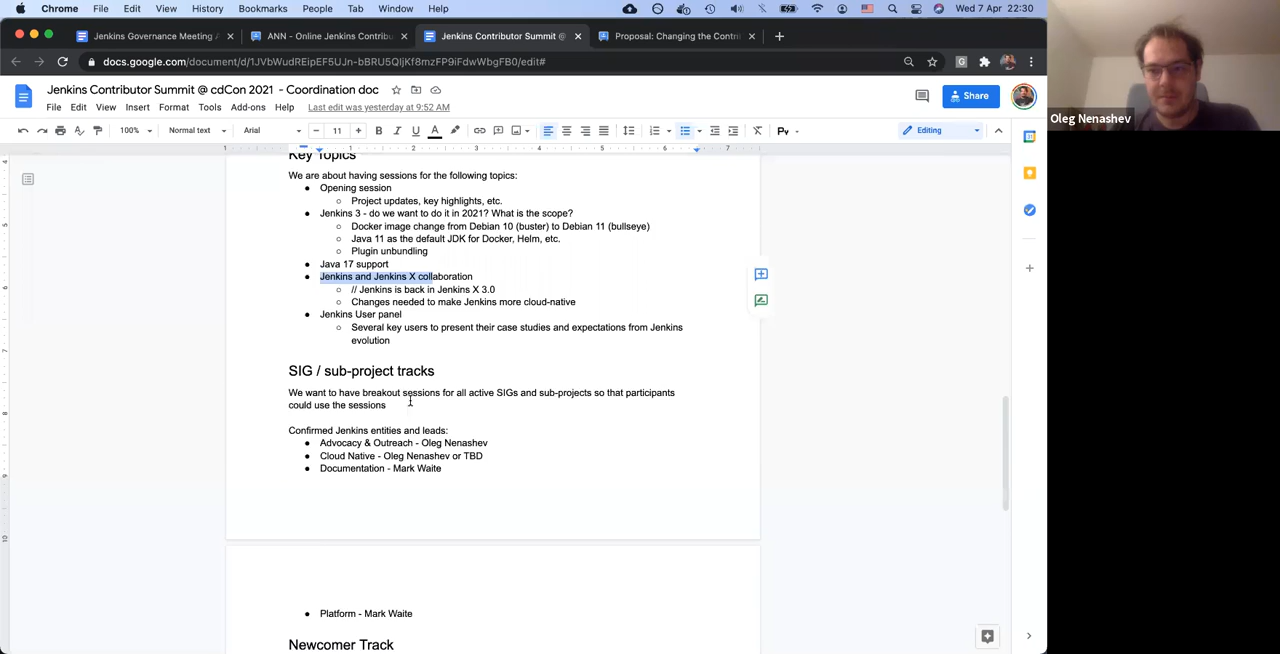 Chrome File Edit View History Bookmarks People Tab Window Help Wed 7 Apr 22:30
Jenkins Governance Meeting
ANN - Online Jenkins Contribu
Jenkins Contributor Summit @
Proposal: Changing the Contri
docs.google.com/document/d/1JVbWudREipEF5UJn-bBRU5QljKf8mzFP9iFdwWbgFB0/edit#
Jenkins Contributor Summit @ cdCon 2021 - Coordination doc
File Edit View Insert Format Tools Add-ons Help Last edit was yesterday at 9:52 AM
Share
Oleg Nenashev
100% Normal text Arial 11 Editing
Key Topics
We are about having sessions for the following topics:
Opening session
Project updates, key highlights, etc.
Jenkins 3 - do we want to do it in 2021? What is the scope?
Docker image change from Debian 10 (buster) to Debian 11 (bullseye)
Java 11 as the default JDK for Docker, Helm, etc.
Plugin unbundling
Java 17 support
Jenkins and Jenkins X collaboration
// Jenkins is back in Jenkins X 3.0
Changes needed to make Jenkins more cloud-native
Jenkins User panel
Several key users to present their case studies and expectations from Jenkins
evolution
SIG / sub-project tracks
We want to have breakout sessions for all active SIGs and sub-projects so that participants
could use the sessions
Confirmed Jenkins entities and leads:
Advocacy & Outreach - Oleg Nenashev
Cloud Native - Oleg Nenashev or TBD
Documentation - Mark Waite
Platform - Mark Waite
Newcomer Track